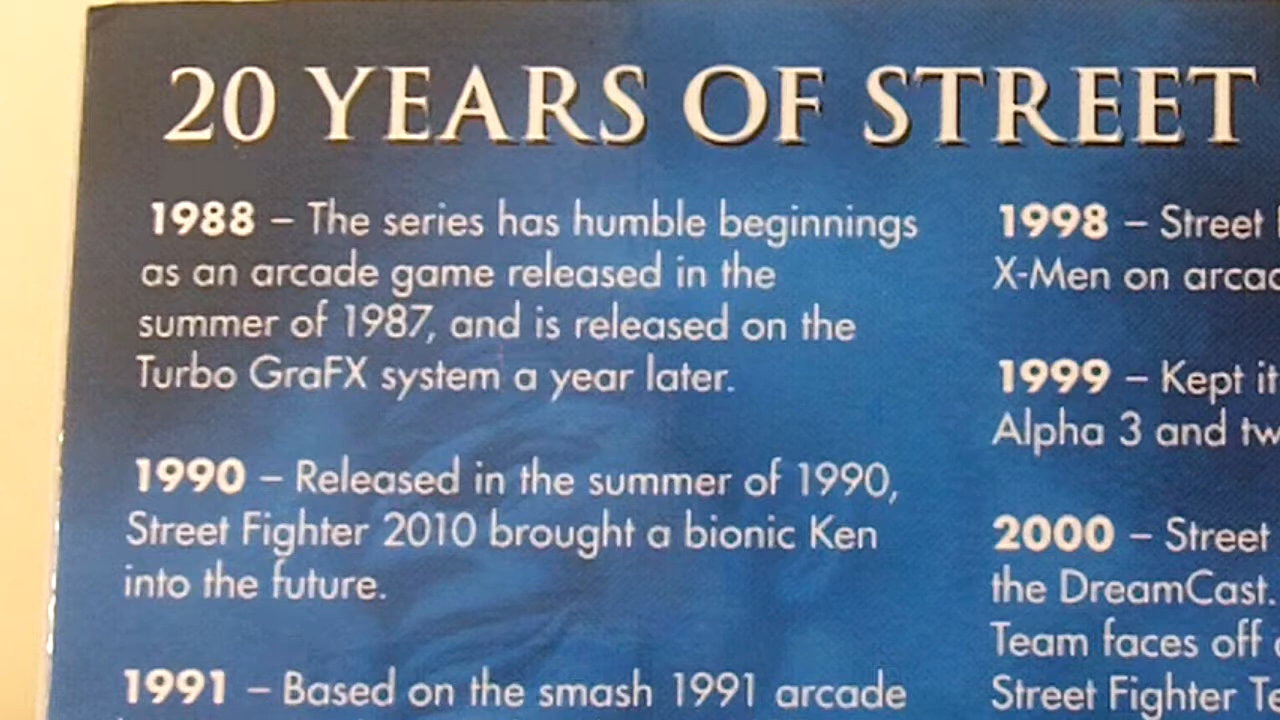 20 YEARS OF STREET
1988 – The series has humble beginnings
as an arcade game released in the
summer of 1987, and is released on the
Turbo GraFX system a year later.
1990 – Released in the summer of 1990,
Street Fighter 2010 brought a bionic Ken
into the future.
1991 – Based on the smash 1991 arcade
1998 – Street
X-Men on
1999 – Kept it
Alpha 3 and
2000 – Street
the DreamCast.
Team faces off
Street Fighter